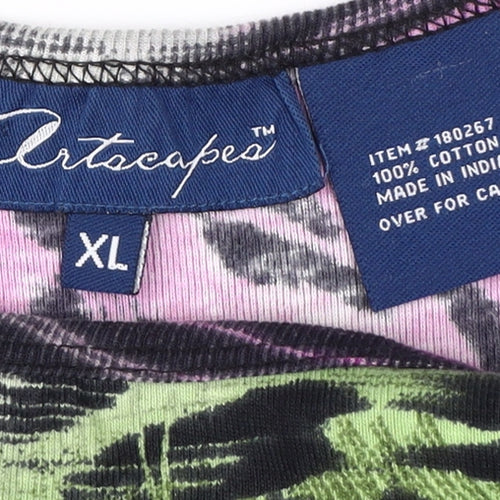 Artscapes™
XL
ITEM # 180267
100% COTTON
MADE IN INDI
OVER FOR CA